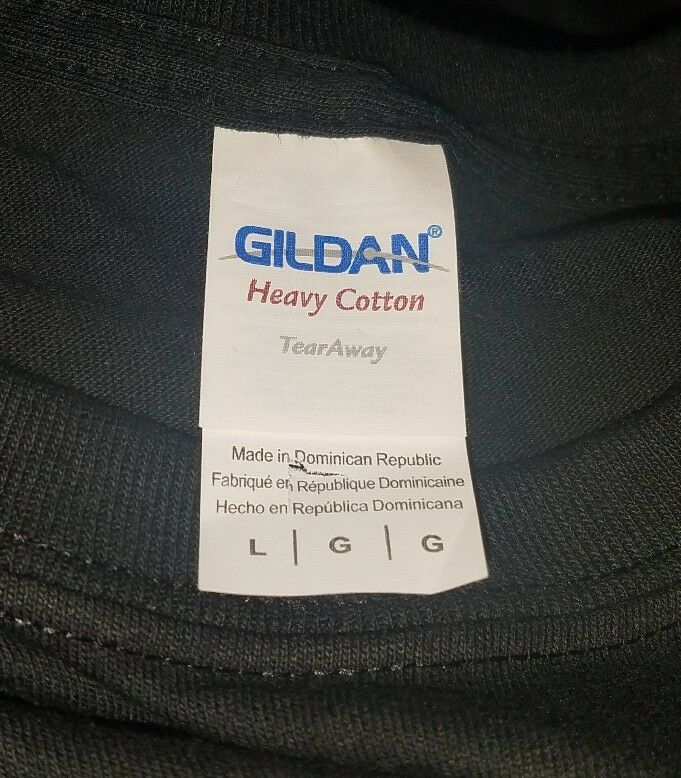 GILDAN®
Heavy Cotton
TearAway
Made in Dominican Republic
Fabriqué en République Dominicaine
Hecho en República Dominicana
L | G | G